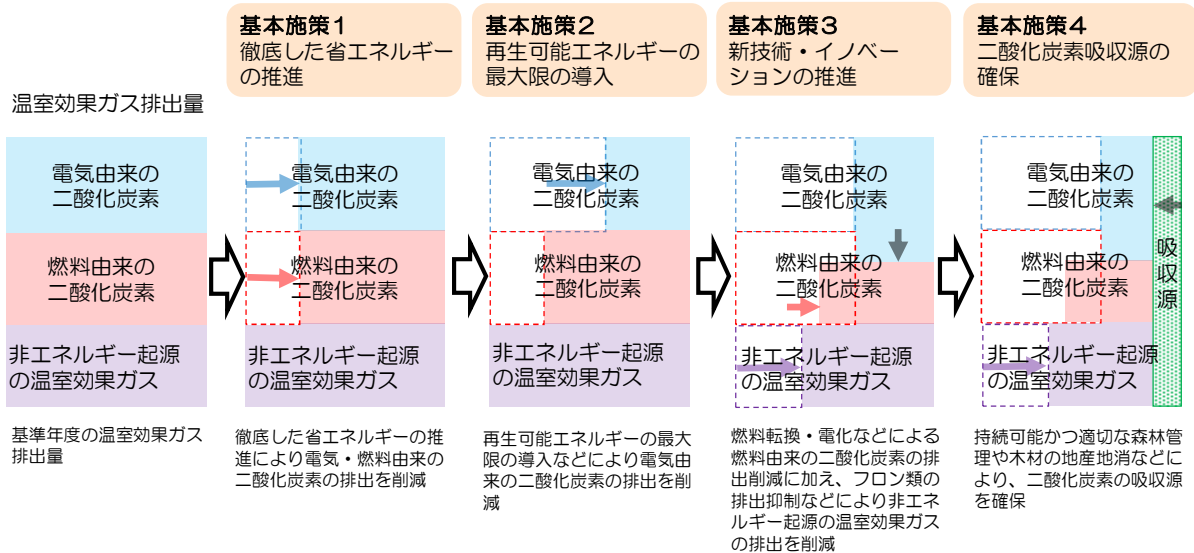 基本施策1
徹底した省エネルギー
の推進
基本施策2
再生可能エネルギーの
最大限の導入
基本施策3
新技術・イノベー
ションの推進
基本施策4
二酸化炭素吸収源の
確保
温室効果ガス排出量
電気由来の
二酸化炭素
燃料由来の
二酸化炭素
非エネルギー起源
の温室効果ガス
基準年度の温室効果ガス
排出量
電気由来の
二酸化炭素
燃料由来の
二酸化炭素
非エネルギー起源
の温室効果ガス
徹底した省エネルギーの推
進により電気・燃料由来の
二酸化炭素の排出を削減
電気由来の
二酸化炭素
燃料由来の
二酸化炭素
非エネルギー起源
の温室効果ガス
再生可能エネルギーの最大
限の導入などにより電気由
来の二酸化炭素の排出を削
減
電気由来の
二酸化炭素
燃料由来の
二酸化炭素
非エネルギー起源
の温室効果ガス
燃料転換・電化などによる
燃料由来の二酸化炭素の排
出削減に加え、フロン類の
排出抑制などにより非エネ
ルギー起源の温室効果ガス
の排出を削減
電気由来の
二酸化炭素
燃料由来の
二酸化炭素
非エネルギー起源
の温室効果ガス
吸収源
持続可能かつ適切な森林管
理や木材の地産地消などに
より、二酸化炭素の吸収源
を確保